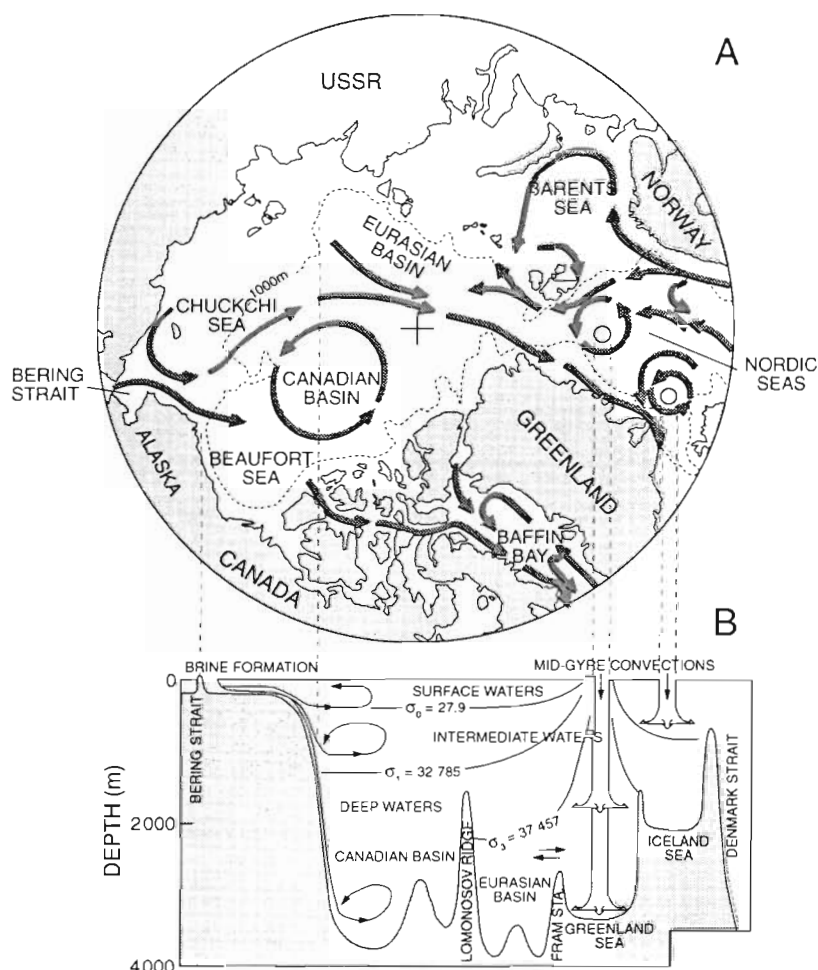 A
USSR
BARENTS
SEA
NORWAY
EURASIAN
BASIN
1000m
CHUCKCHI
SEA
NORDIC
SEAS
BERING
STRAIT
CANADIAN
BASIN
ALASKA
BEAUFORT
SEA
GREENLAND
BAFFIN
BAY
CANADA
B
BRINE FORMATION
MID-GYRE CONVECTIONS
0
SURFACE WATERS
σ₀ = 27.9
INTERMEDIATE WATERS
BERING STRAIT
σ₁ = 32 785
DEEP WATERS
DEPTH (m)
2000
σ₃ = 37 457
CANADIAN BASIN
LOMONOSOV RIDGE
EURASIAN
BASIN
FRAM STA.
ICELAND
SEA
DENMARK STRAIT
GREENLAND
SEA
4000